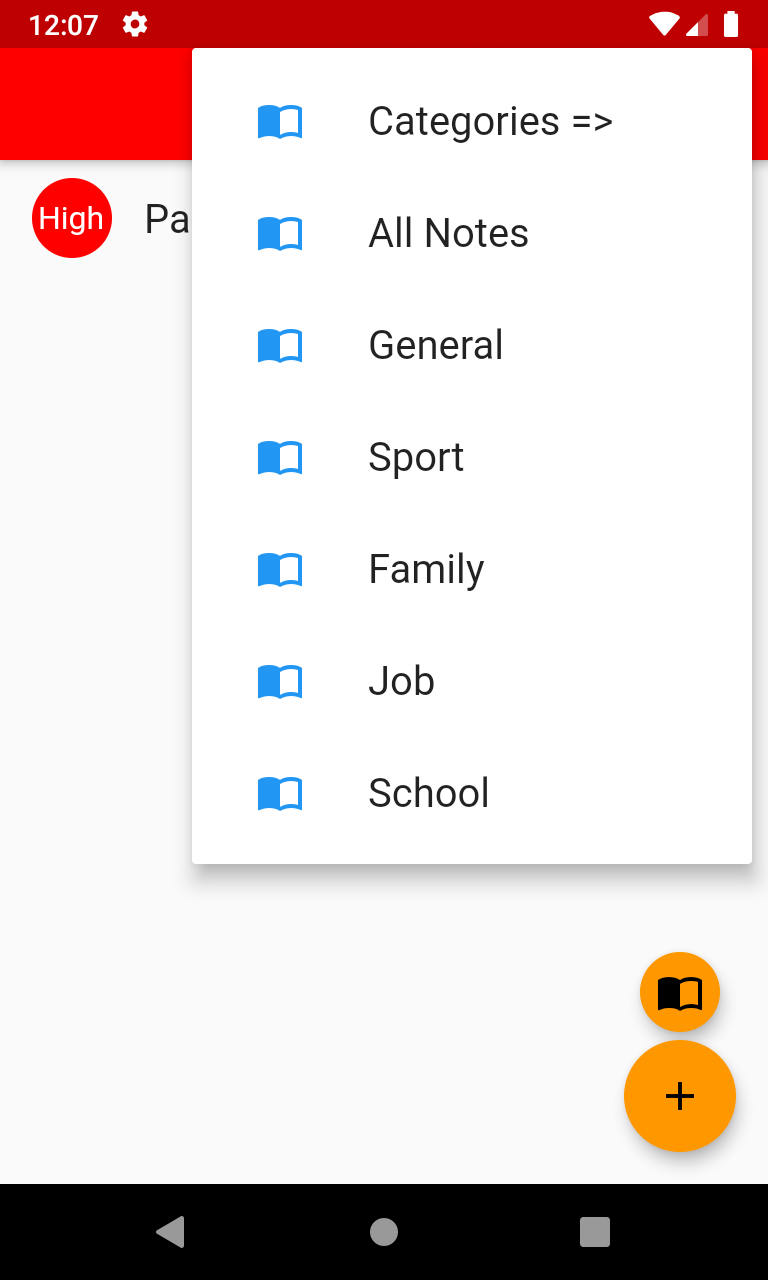 12:07
Categories =>
High Pa
All Notes
General
Sport
Family
Job
School